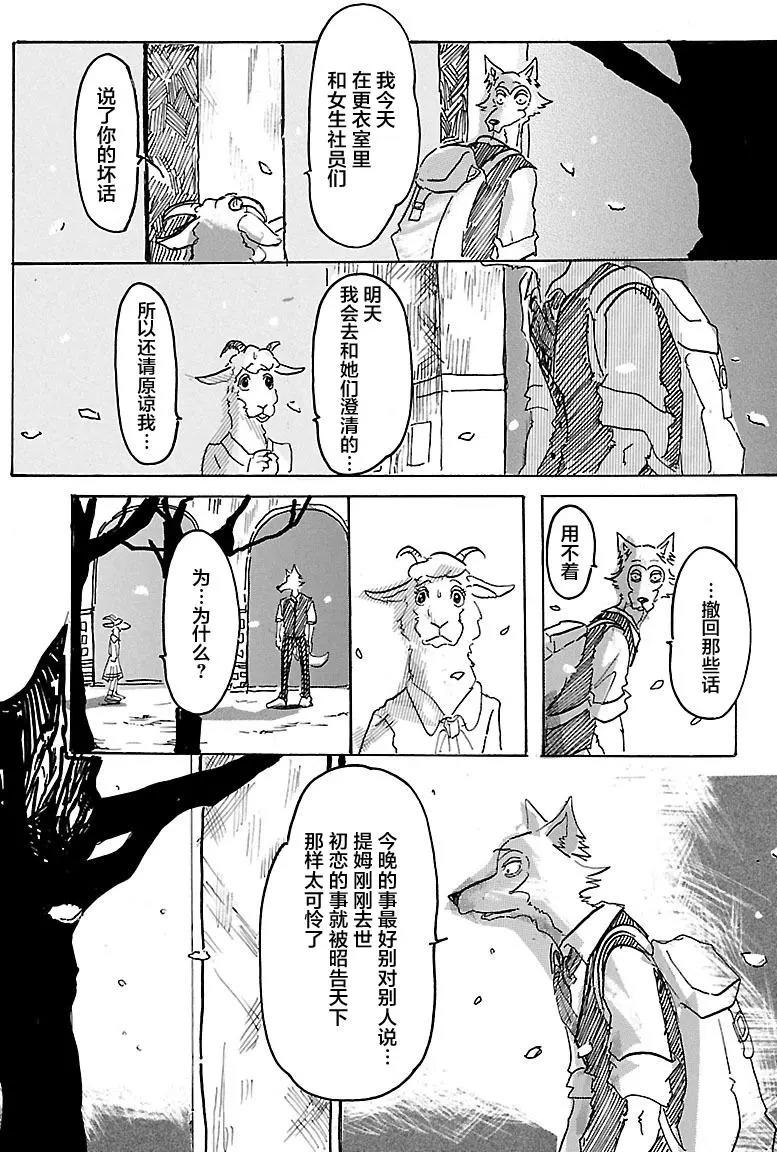 我今天
在更衣室里
和女生社员们
说了你的坏话
明天
我会去和她们
澄清的…
所以还请原谅我…
…撤回那些话
用不着
为…为什么？
今晚的事最好别对别人说…
提姆刚刚去世
初恋的事就被昭告天下
那样太可怜了